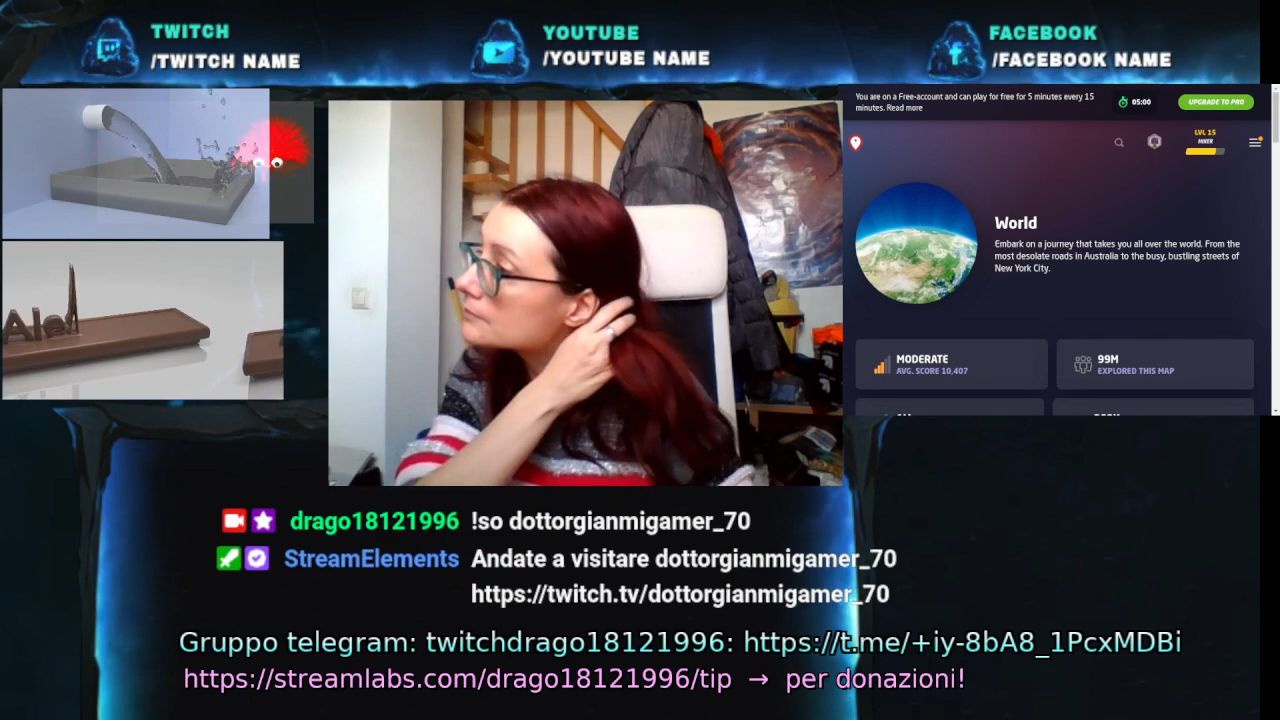 TWITCH
/TWITCH NAME
YOUTUBE
/YOUTUBE NAME
FACEBOOK
/FACEBOOK NAME
You are on a Free-account and can play for free for 5 minutes every 15
minutes. Read more
05:00
UPGRADE TO PRO
LVL 15
HIKER
World
Embark on a journey that takes you all over the world. From the
most desolate roads in Australia to the busy, bustling streets of
New York City.
MODERATE
AVG. SCORE 10,407
99M
EXPLORED THIS MAP
drago18121996 !so dottorgianmigamer_70
StreamElements Andate a visitare dottorgianmigamer_70
https://twitch.tv/dottorgianmigamer_70
Gruppo telegram: twitchdrago18121996: https://t.me/+iy-8bA8_1PcxMDBi
https://streamlabs.com/drago18121996/tip → per donazioni!